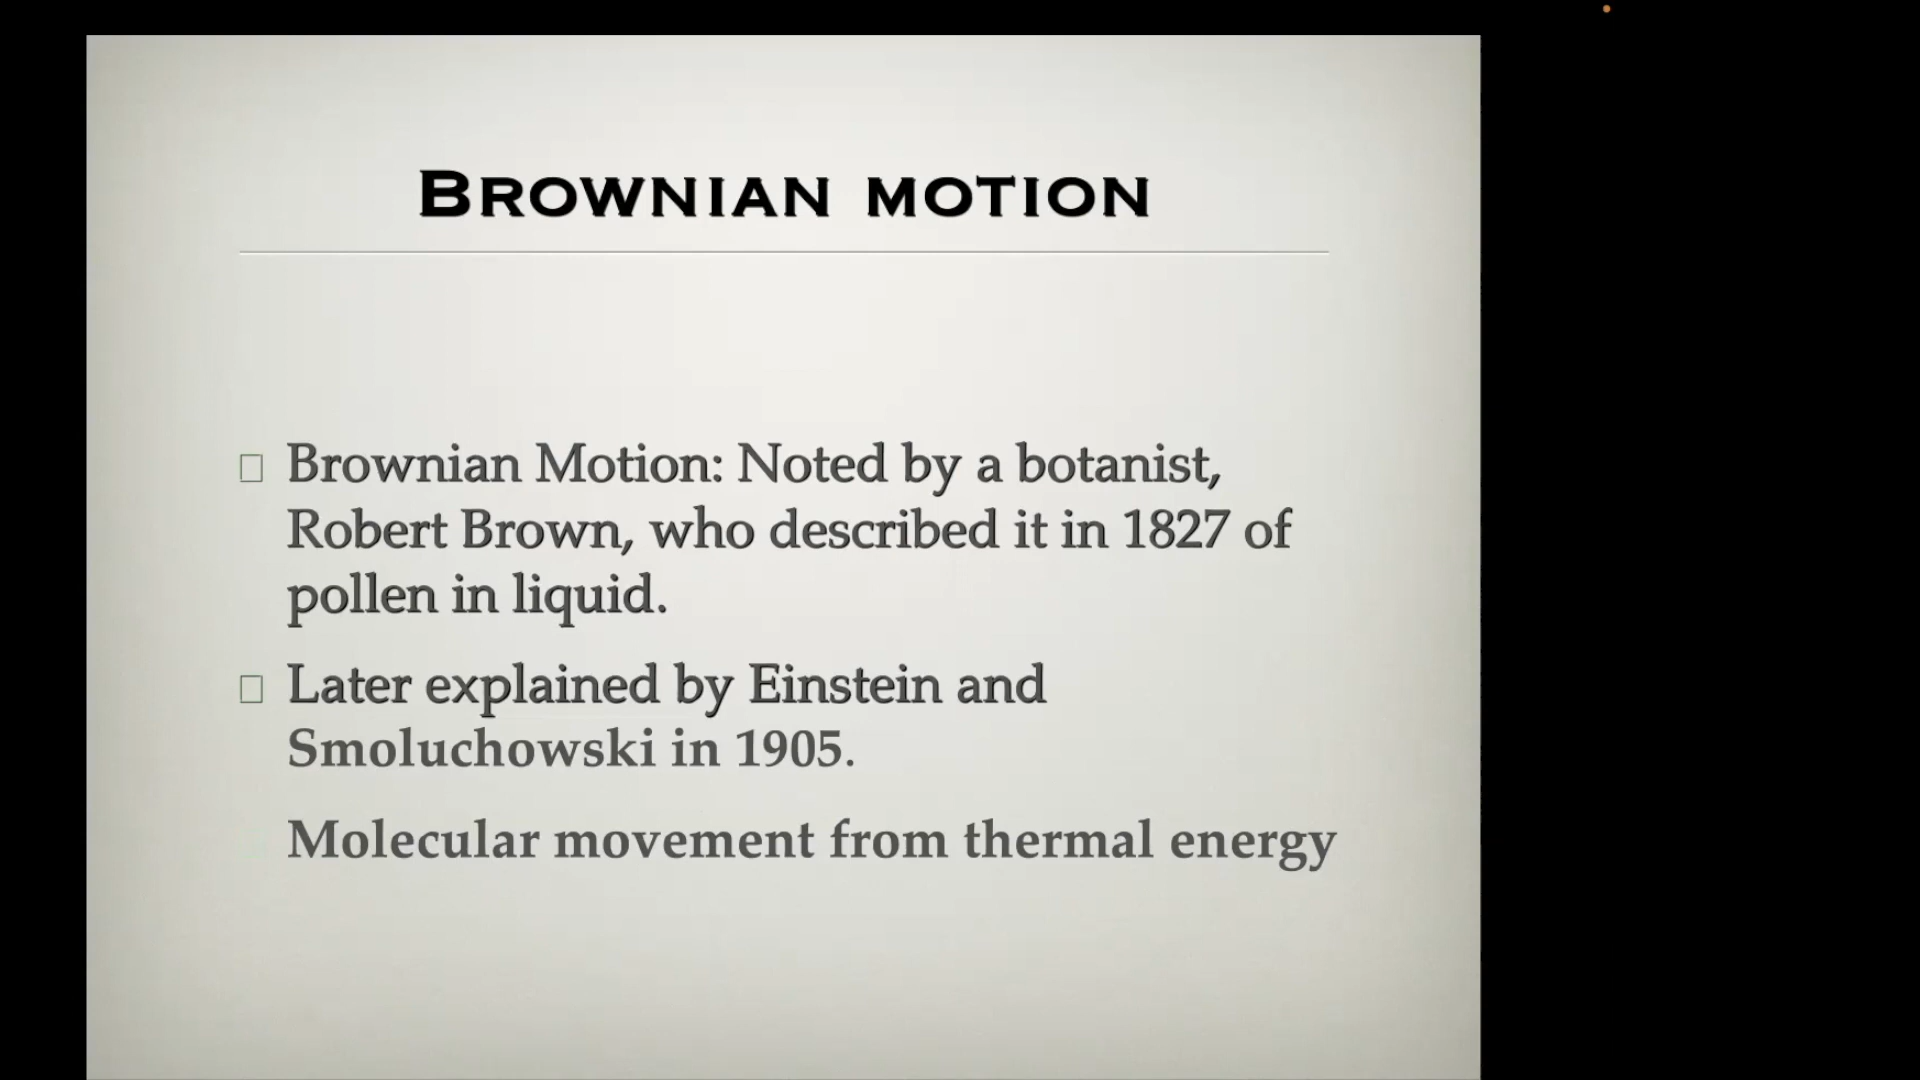 BROWNIAN MOTION
Brownian Motion: Noted by a botanist,
Robert Brown, who described it in 1827 of
pollen in liquid.
Later explained by Einstein and
Smoluchowski in 1905.
Molecular movement from thermal energy